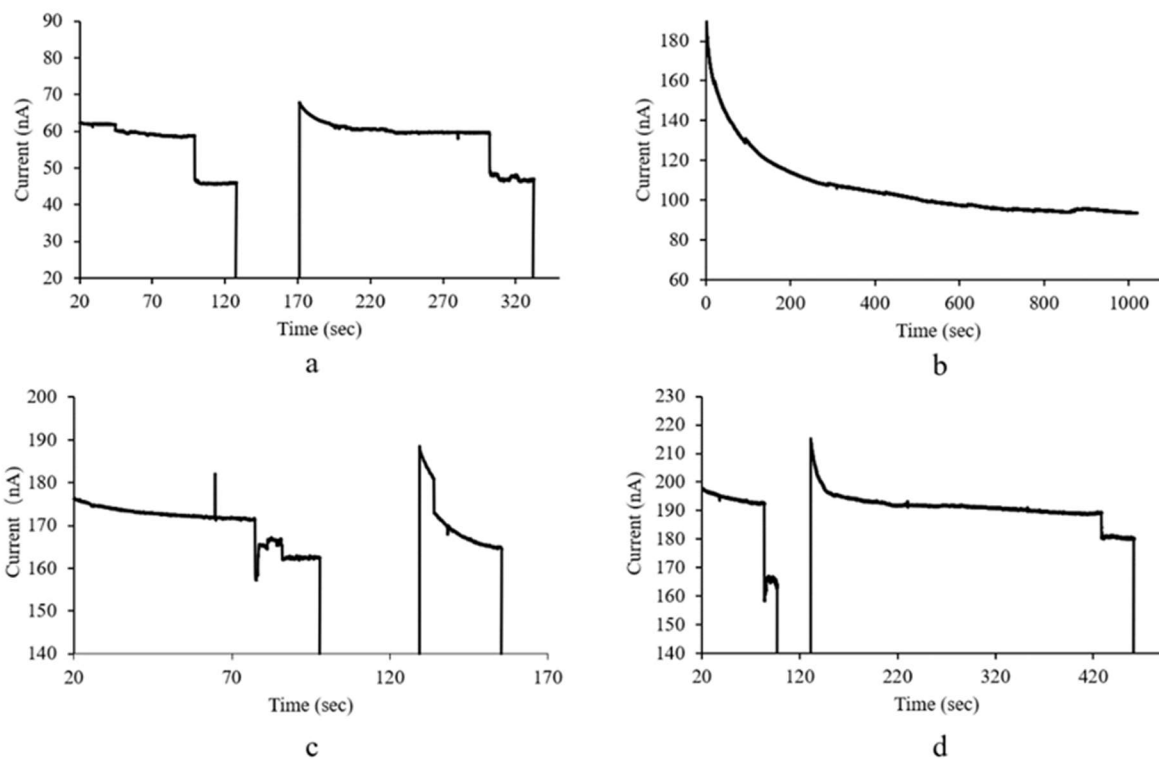 90
80
70
60
50
40
30
20
Current (nA)
20 70 120 170 220 270 320
Time (sec)
a
180
160
140
120
100
80
60
Current (nA)
0 200 400 600 800 1000
Time (sec)
b
200
190
180
170
160
150
140
Current (nA)
20 70 120 170
Time (sec)
c
230
220
210
200
190
180
170
160
150
140
Current (nA)
20 120 220 320 420
Time (sec)
d